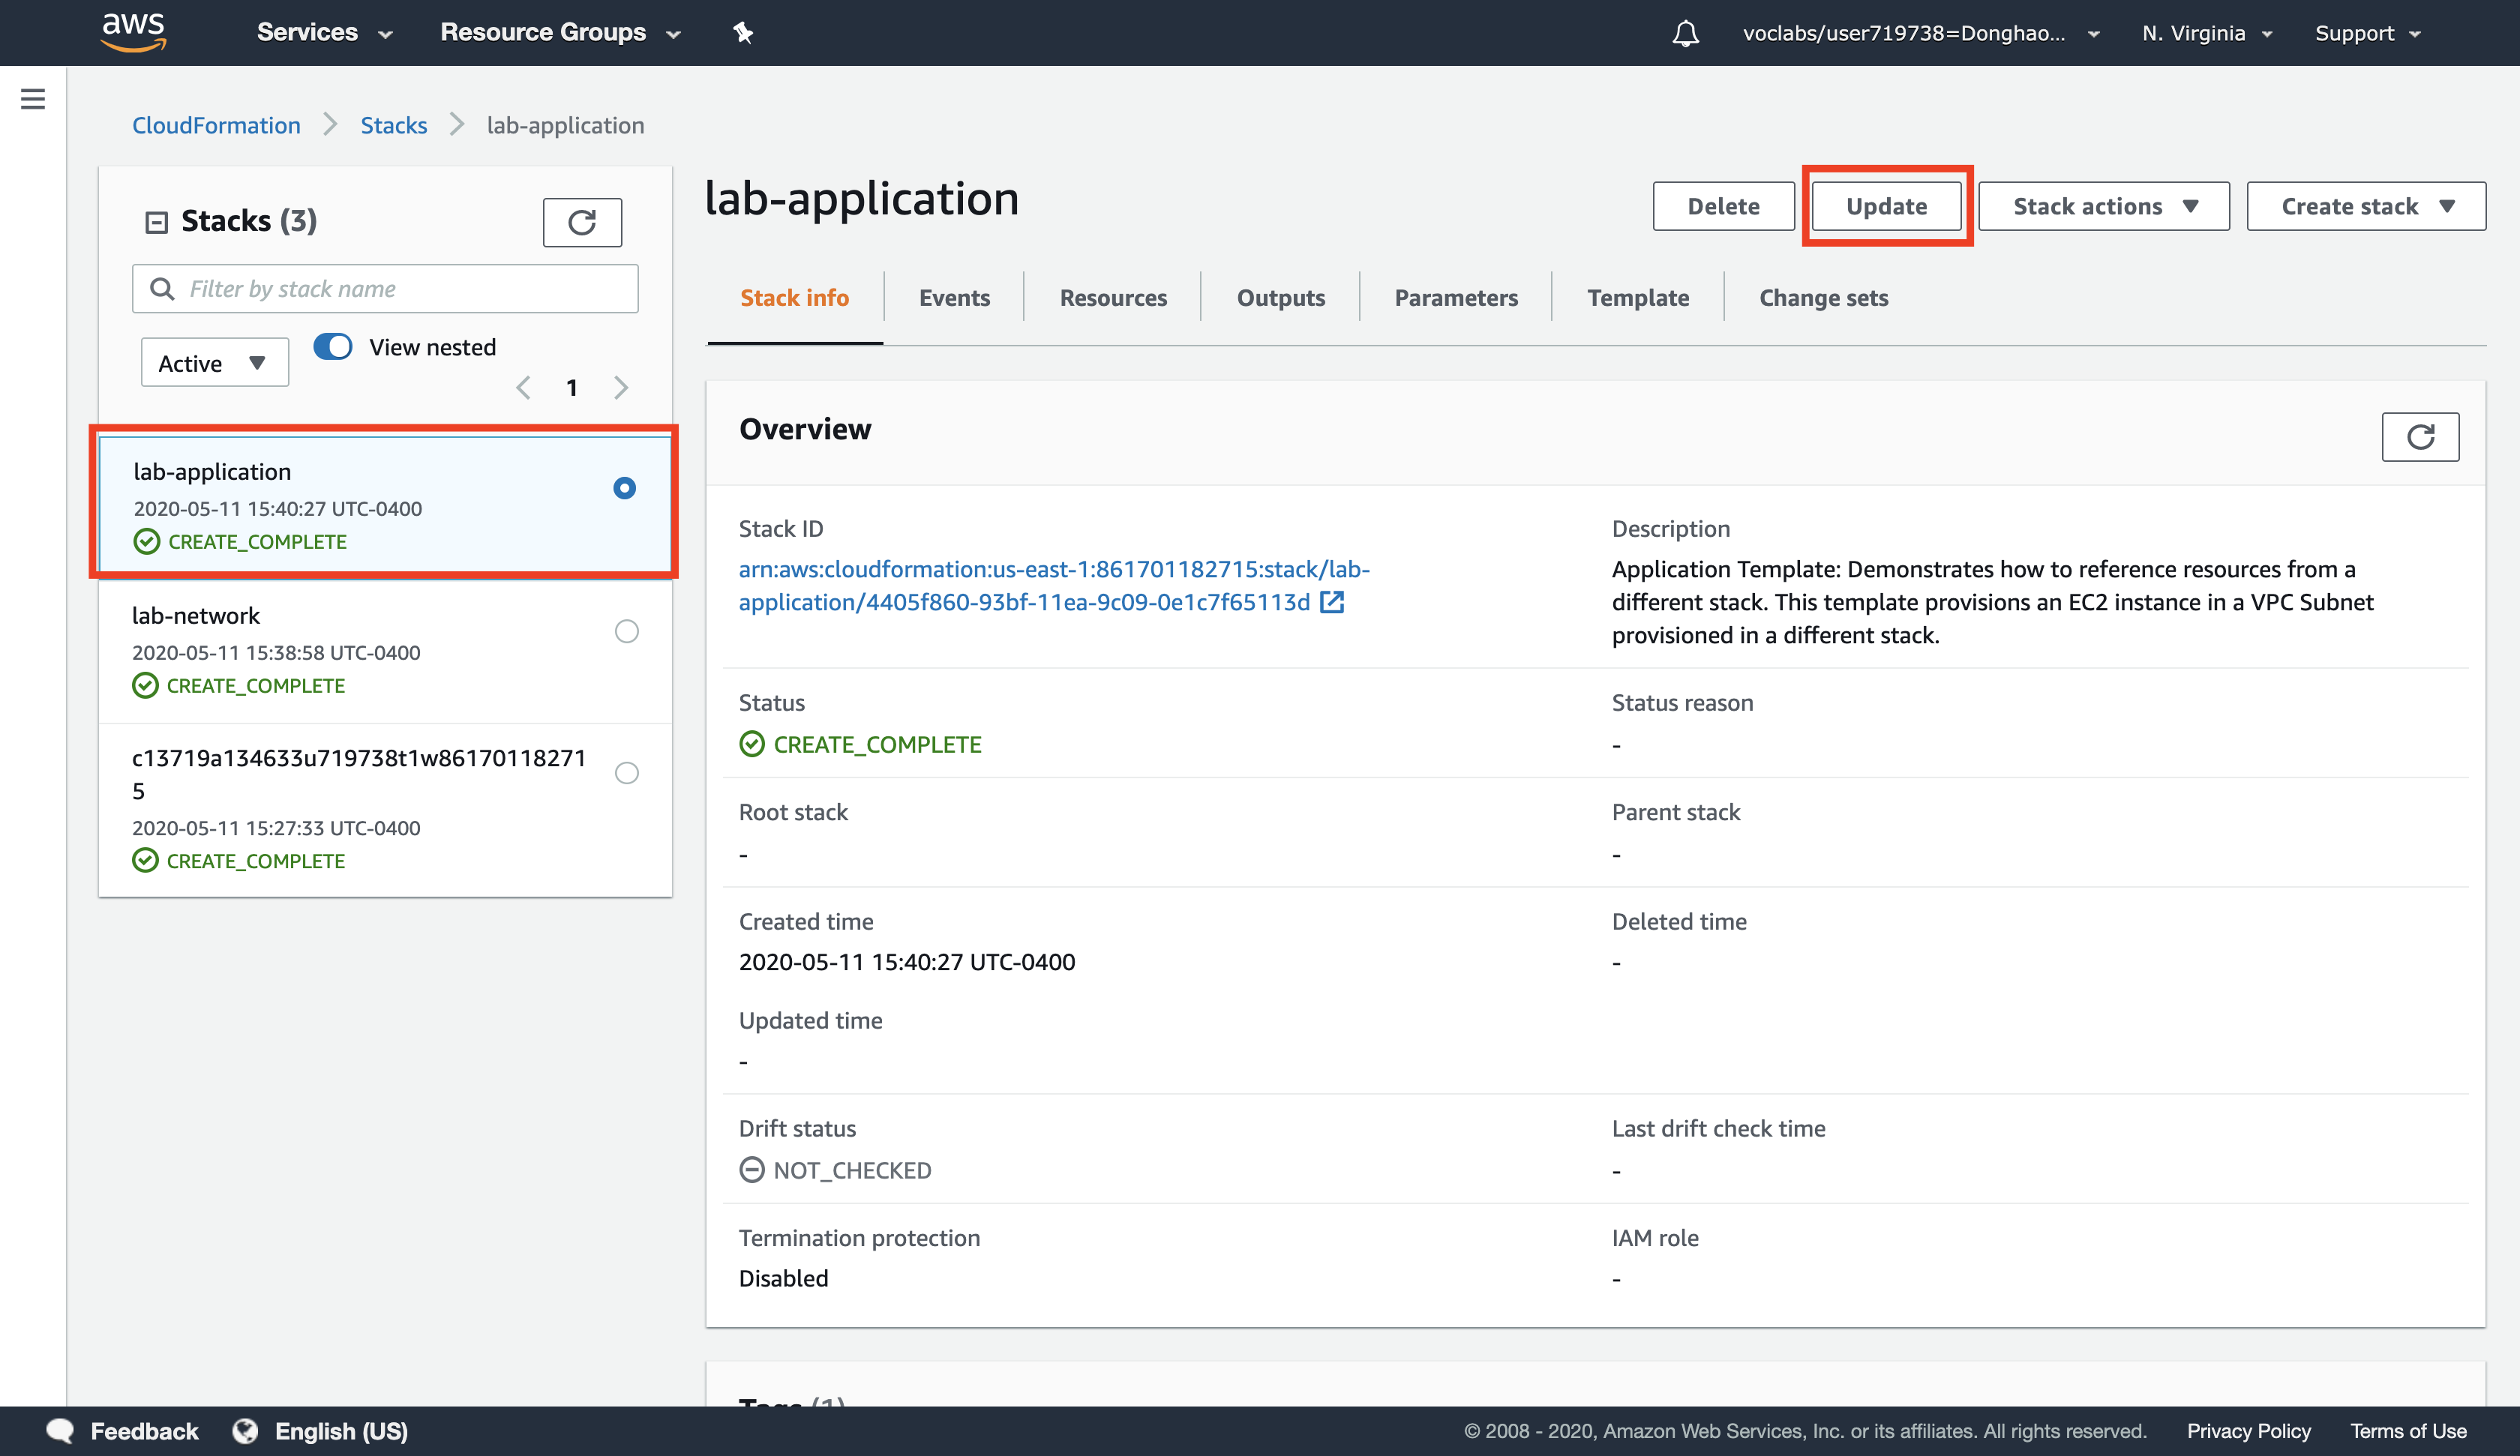 aws Services Resource Groups voclabs/user719738=Donghao... N. Virginia Support
CloudFormation Stacks lab-application
Stacks (3)
Filter by stack name
Active View nested
1
lab-application
2020-05-11 15:40:27 UTC-0400
CREATE_COMPLETE
lab-network
2020-05-11 15:38:58 UTC-0400
CREATE_COMPLETE
c13719a134633u719738t1w86170118271
5
2020-05-11 15:27:33 UTC-0400
CREATE_COMPLETE
lab-application
Delete Update Stack actions Create stack
Stack info Events Resources Outputs Parameters Template Change sets
Overview
Stack ID
arn:aws:cloudformation:us-east-1:861701182715:stack/lab-
application/4405f860-93bf-11ea-9c09-0e1c7f65113d
Description
Application Template: Demonstrates how to reference resources from a
different stack. This template provisions an EC2 instance in a VPC Subnet
provisioned in a different stack.
Status
CREATE_COMPLETE
Status reason
-
Root stack
-
Parent stack
-
Created time
2020-05-11 15:40:27 UTC-0400
Deleted time
-
Updated time
-
Drift status
NOT_CHECKED
Last drift check time
-
Termination protection
Disabled
IAM role
-
Tags (1)
Feedback English (US) © 2008 - 2020, Amazon Web Services, Inc. or its affiliates. All rights reserved. Privacy Policy Terms of Use